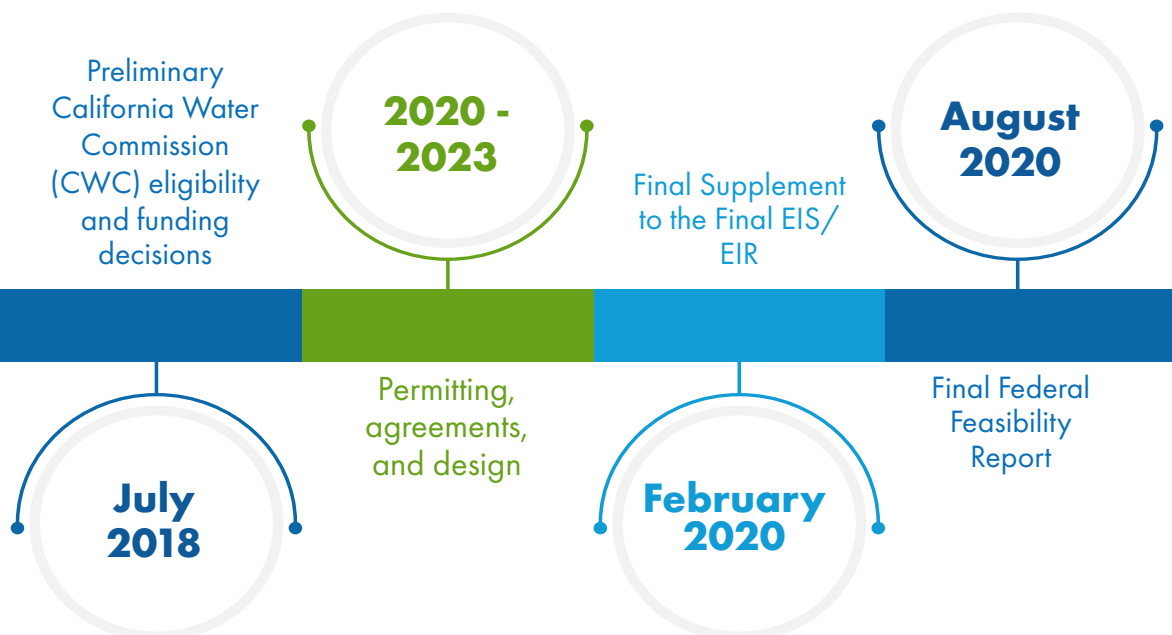 Preliminary
California Water
Commission
(CWC) eligibility
and funding
decisions
July
2018
2020 -
2023
Permitting,
agreements,
and design
Final Supplement
to the Final EIS/
EIR
February
2020
August
2020
Final Federal
Feasibility
Report